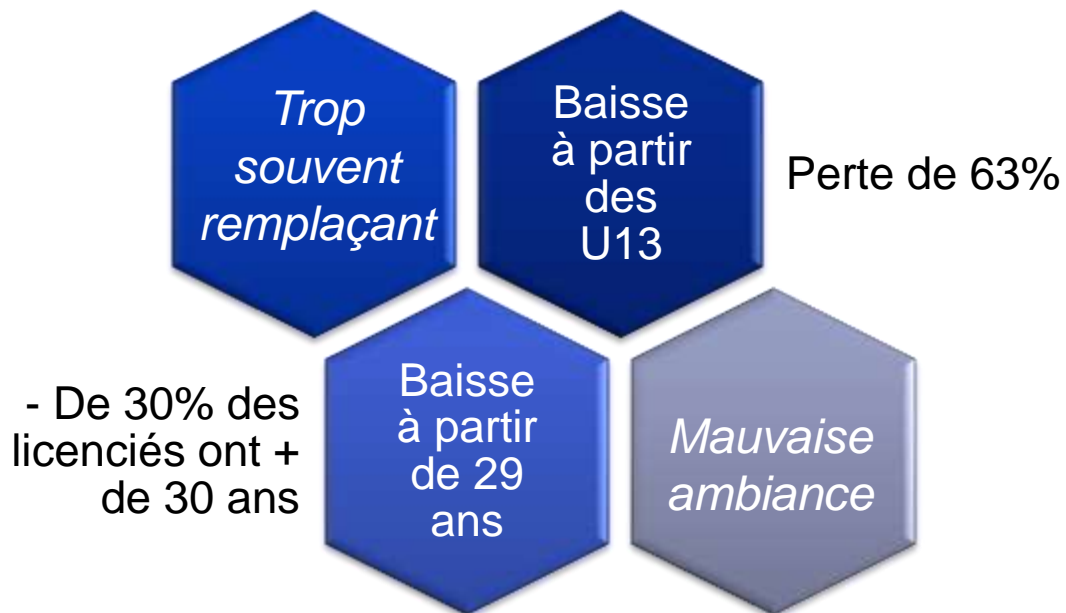 Trop
souvent
remplaçant
Baisse
à partir
des
U13
Perte de 63%
- De 30% des
licenciés ont +
de 30 ans
Baisse
à partir
de 29
ans
Mauvaise
ambiance